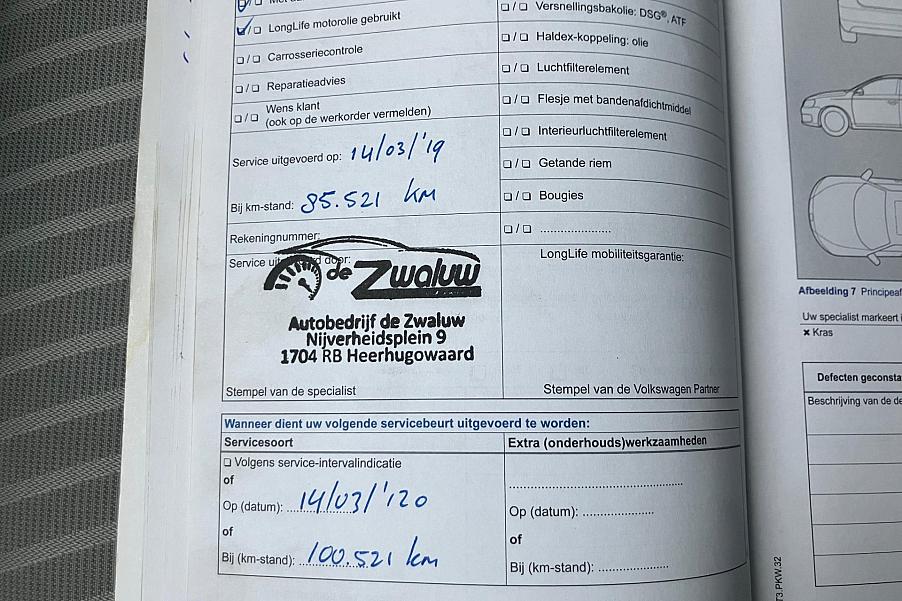 LongLife motorolie gebruikt
Carrosseriecontrole
Reparatieadvies
Wens klant
(ook op de werkorder vermelden)
Service uitgevoerd op: 14/03/'19
Bij km-stand: 85.521 km
Rekeningnummer:
Service door:
de Zwaluw
Autobedrijf de Zwaluw
Nijverheidsplein 9
1704 RB Heerhugowaard
Stempel van de specialist
Versnellingsbakolie: DSG®, ATF
Haldex-koppeling: olie
Luchtfilterelement
Flesje met bandenafdichtmiddel
Interieurluchtfilterelement
Getande riem
Bougies
LongLife mobiliteitsgarantie:
Stempel van de Volkswagen Partner
Wanneer dient uw volgende servicebeurt uitgevoerd te worden:
Servicesoort
Volgens service-intervalindicatie
of
Op (datum): 14/03/'20
of
Bij (km-stand): 100.521 km
Extra (onderhouds)werkzaamheden
Op (datum):
of
Bij (km-stand):
Afbeelding 7 Principeaf
Uw specialist markeert
× Kras
Defecten geconsta
Beschrijving van de de
T3.PKW.32